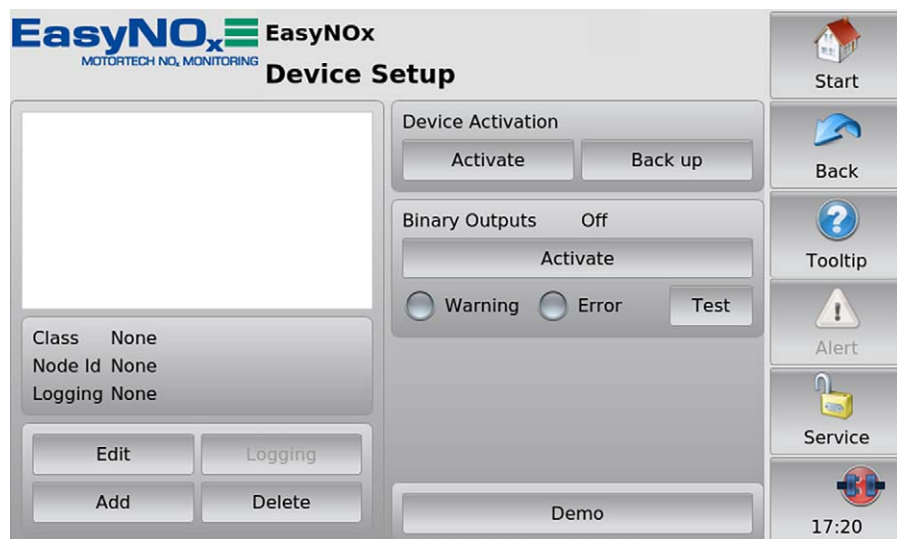 EasyNOx
MOTORTECH NOx MONITORING
EasyNOx
Device Setup
Class None
Node Id None
Logging None
Edit Logging
Add Delete
Device Activation
Activate Back up
Binary Outputs Off
Activate
Warning Error Test
Demo
Start
Back
Tooltip
Alert
Service
17:20